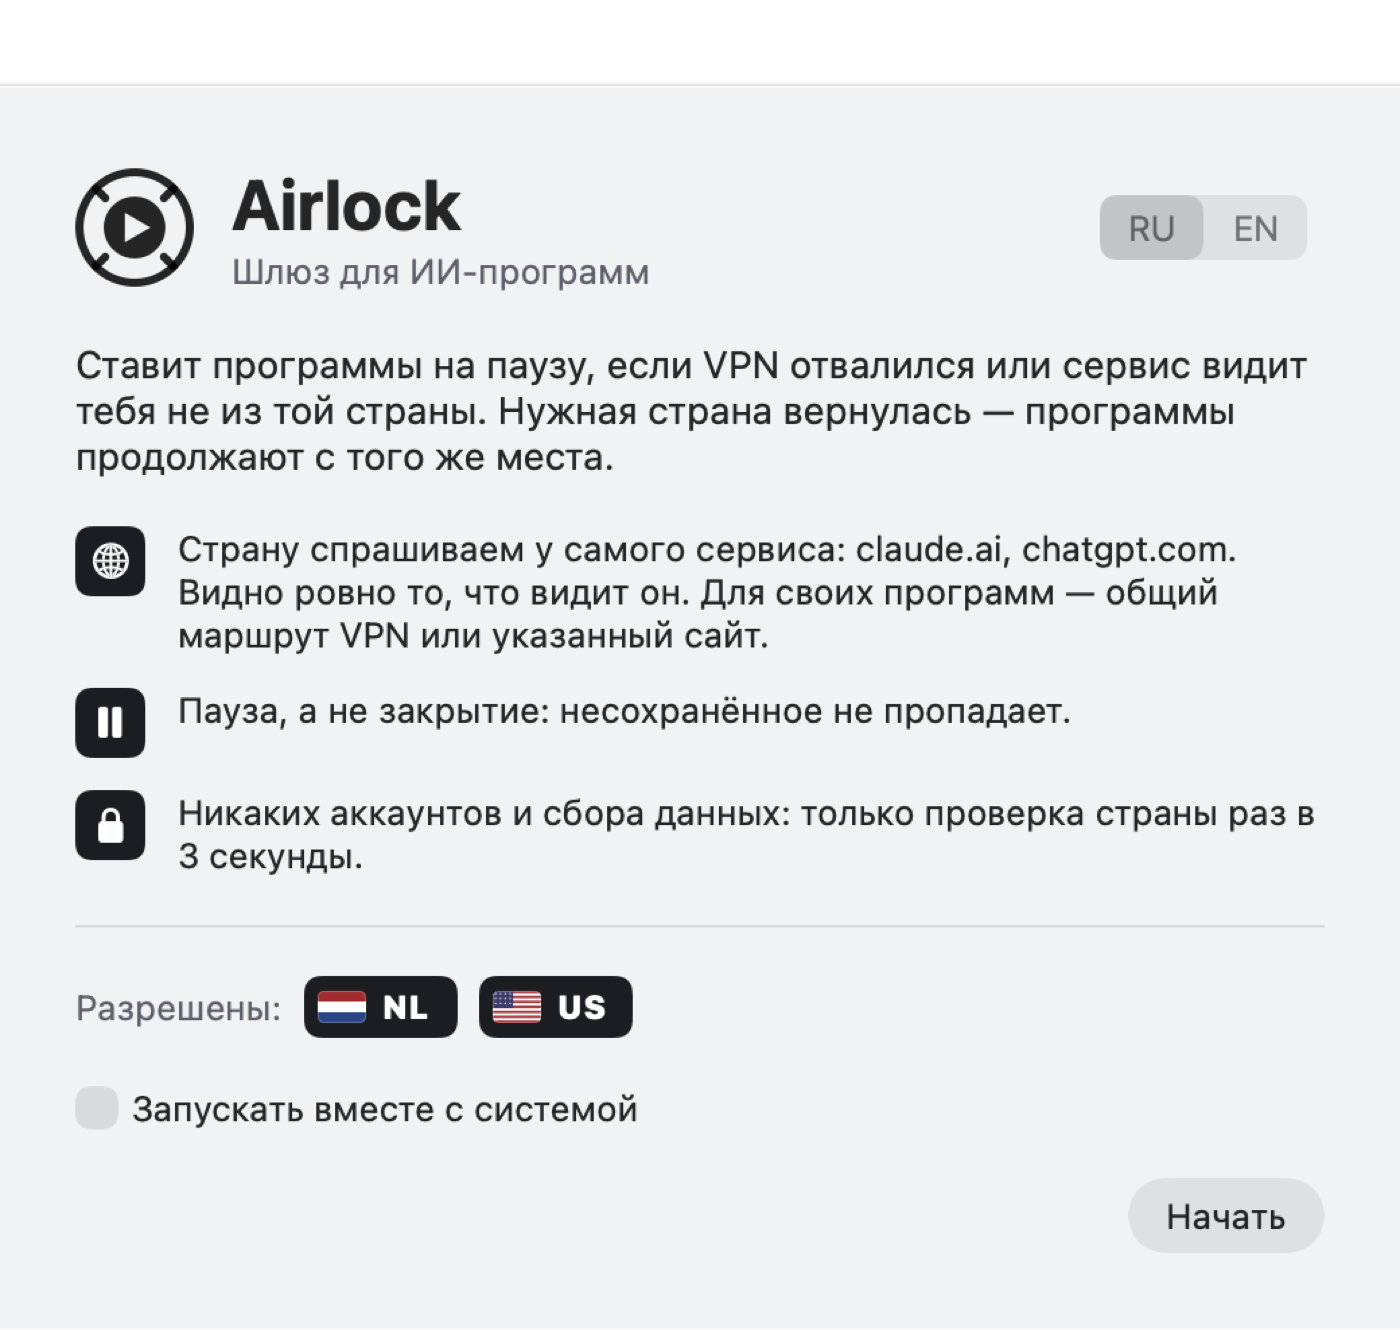 Airlock
RU EN
Шлюз для ИИ-программ
Ставит программы на паузу, если VPN отвалился или сервис видит
тебя не из той страны. Нужная страна вернулась — программы
продолжают с того же места.
Страну спрашиваем у самого сервиса: claude.ai, chatgpt.com.
Видно ровно то, что видит он. Для своих программ — общий
маршрут VPN или указанный сайт.
Пауза, а не закрытие: несохранённое не пропадает.
Никаких аккаунтов и сбора данных: только проверка страны раз в
3 секунды.
Разрешены: NL US
Запускать вместе с системой
Начать